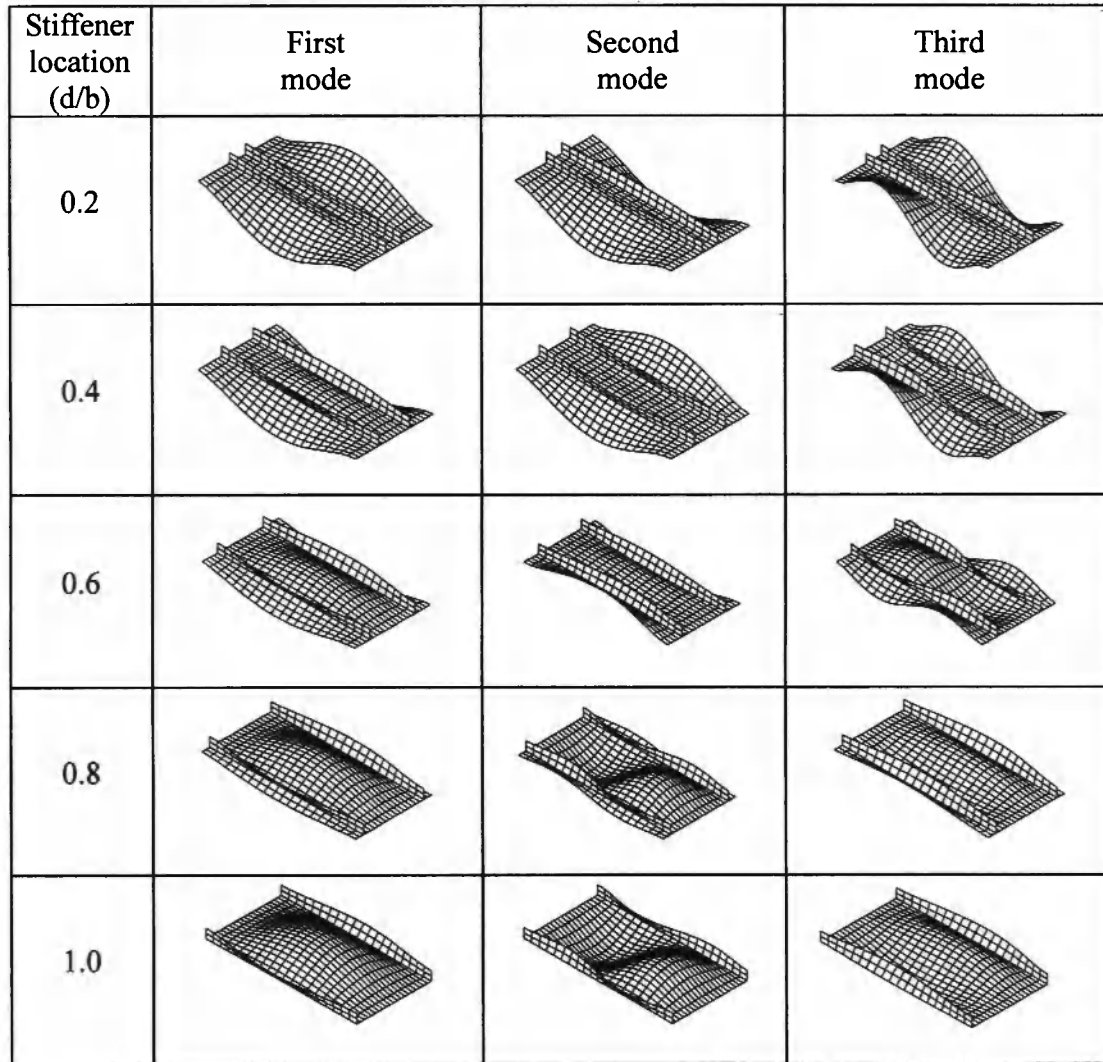 Stiffener
location
(d/b)
First
mode
Second
mode
Third
mode
0.2
0.4
0.6
0.8
1.0